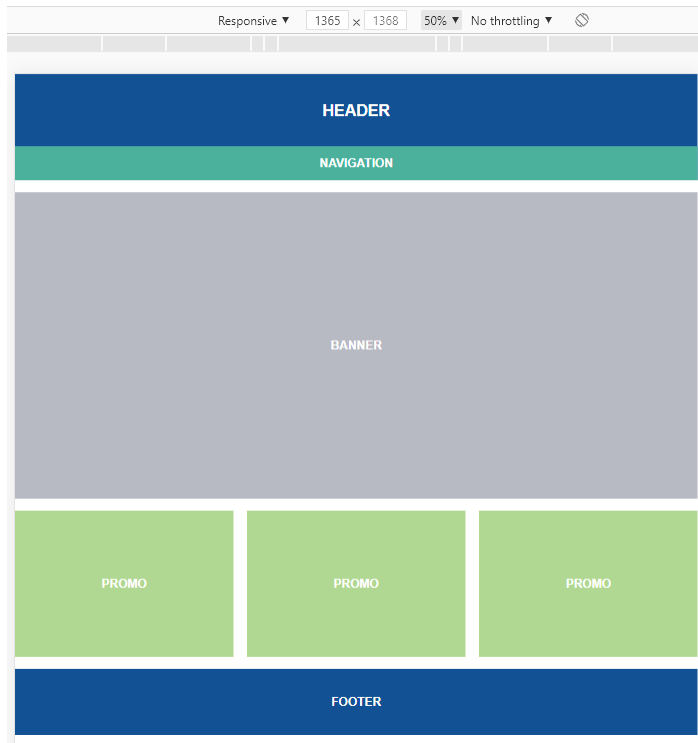 Responsive ▼ 1365 × 1368 50% ▼ No throttling ▼
HEADER
NAVIGATION
BANNER
PROMO PROMO PROMO
FOOTER